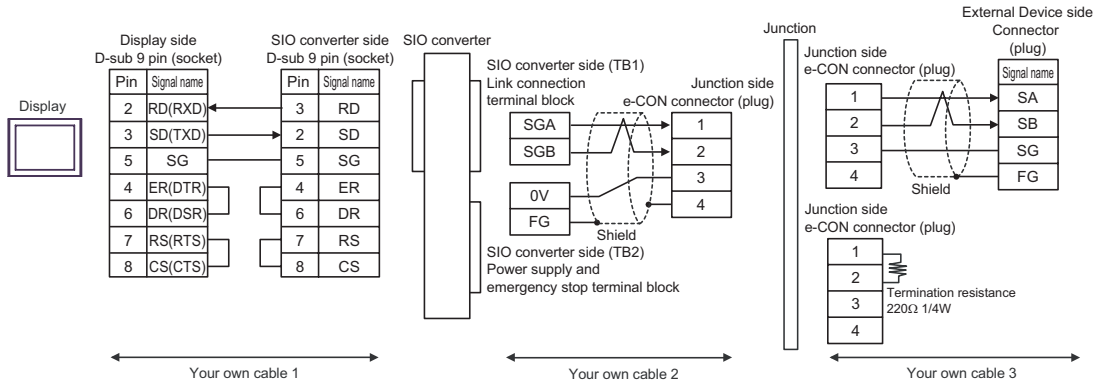 Display
Display side
D-sub 9 pin (socket)
Pin Signal name
2 RD(RXD)
3 SD(TXD)
5 SG
4 ER(DTR)
6 DR(DSR)
7 RS(RTS)
8 CS(CTS)
SIO converter side
D-sub 9 pin (socket)
Pin Signal name
3 RD
2 SD
5 SG
4 ER
6 DR
7 RS
8 CS
Your own cable 1
SIO converter
SIO converter side (TB1)
Link connection
terminal block
SGA
SGB
0V
FG
Shield
SIO converter side (TB2)
Power supply and
emergency stop terminal block
Junction side
e-CON connector (plug)
1
2
3
4
Your own cable 2
Junction
Junction side
e-CON connector (plug)
1
2
3
4
Shield
External Device side
Connector
(plug)
Signal name
SA
SB
SG
FG
Junction side
e-CON connector (plug)
1
2
3
4
Termination resistance
220Ω 1/4W
Your own cable 3